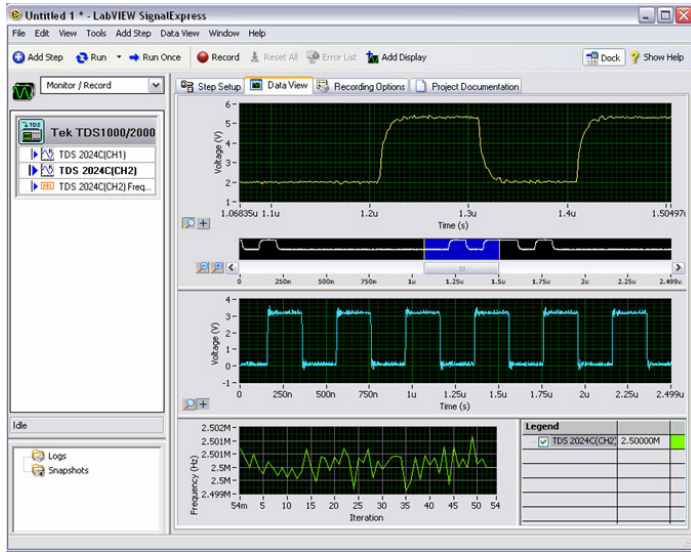 Untitled 1 * - LabVIEW SignalExpress
File Edit View Tools Add Step Data View Window Help
Add Step Run Run Once Record Reset All Error List Add Display Dock Show Help
Monitor / Record
Step Setup Data View Recording Options Project Documentation
TDS
Tek TDS1000/2000
TDS 2024C(CH1)
TDS 2024C(CH2)
TDS 2024C(CH2) Freq...
Voltage (V)
6
5
4
3
2
1
1.06835u 1.1u 1.2u 1.3u 1.4u 1.50497u
Time (s)
0 250n 500n 750n 1u 1.25u 1.5u 1.75u 2u 2.25u 2.499u
Voltage (V)
4
3
2
1
0
-1
0 250n 500n 750n 1u 1.25u 1.5u 1.75u 2u 2.25u 2.499u
Time (s)
Idle
Logs
Snapshots
Frequency (Hz)
2.502M
2.501M
2.501M
2.5M
2.5M
2.499M
54m 5 10 15 20 25 30 35 40 45 50 54
Iteration
Legend
TDS 2024C(CH2) 2.50000M